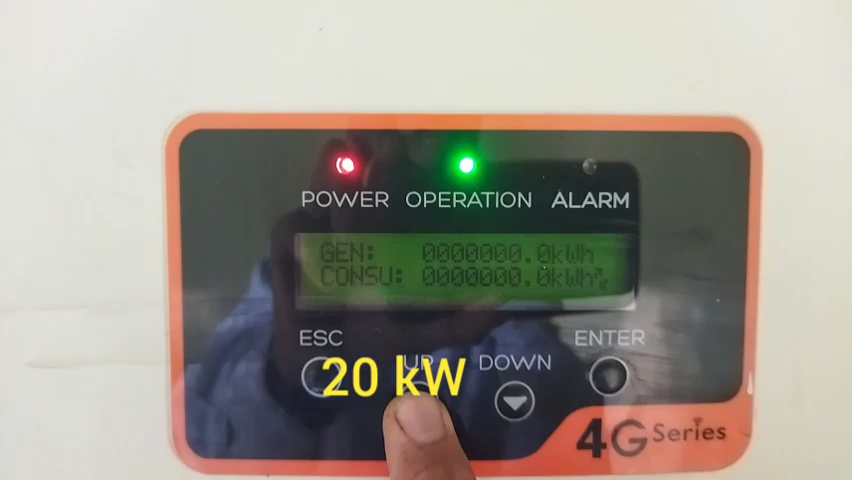 POWER OPERATION ALARM
GEN: 0000000.0kWh
CONSU: 0000000.0kWh
ESC UP DOWN ENTER
20 kW
4G Series